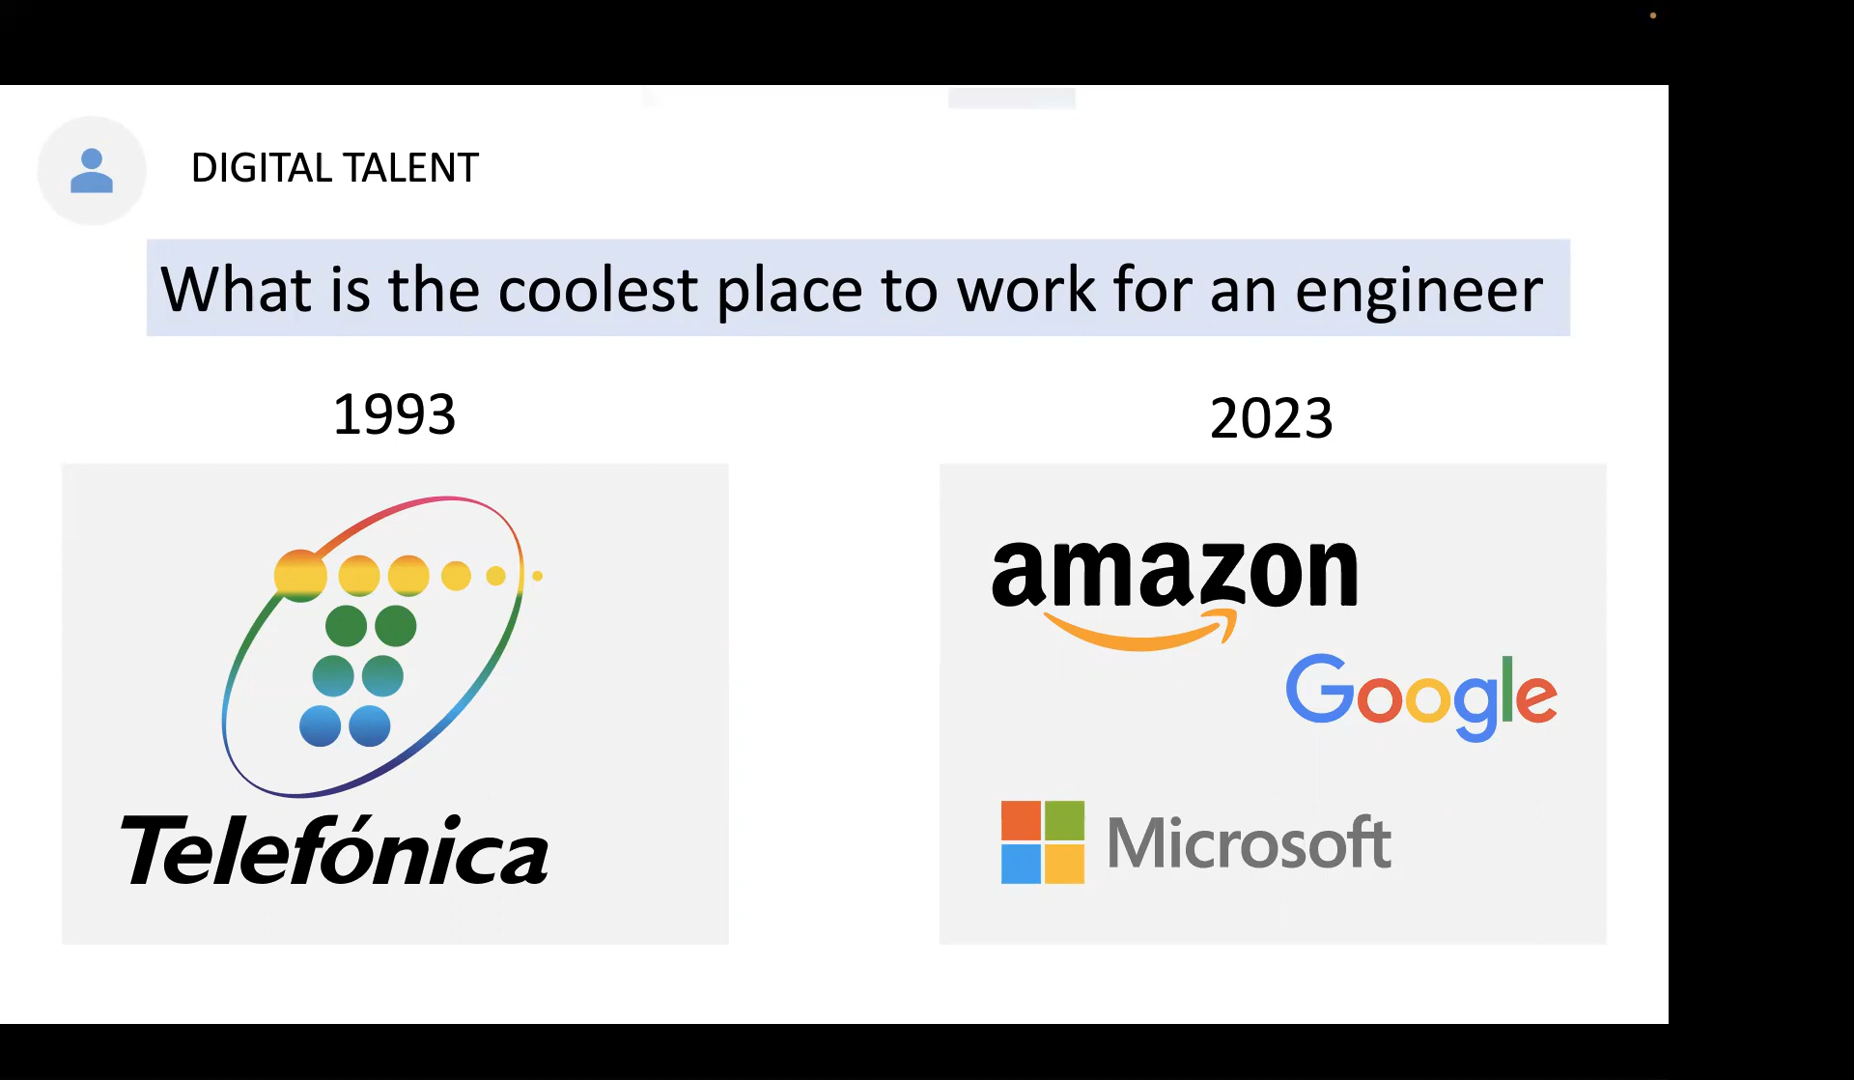 DIGITAL TALENT
What is the coolest place to work for an engineer
1993
2023
Telefónica
amazon
Google
Microsoft